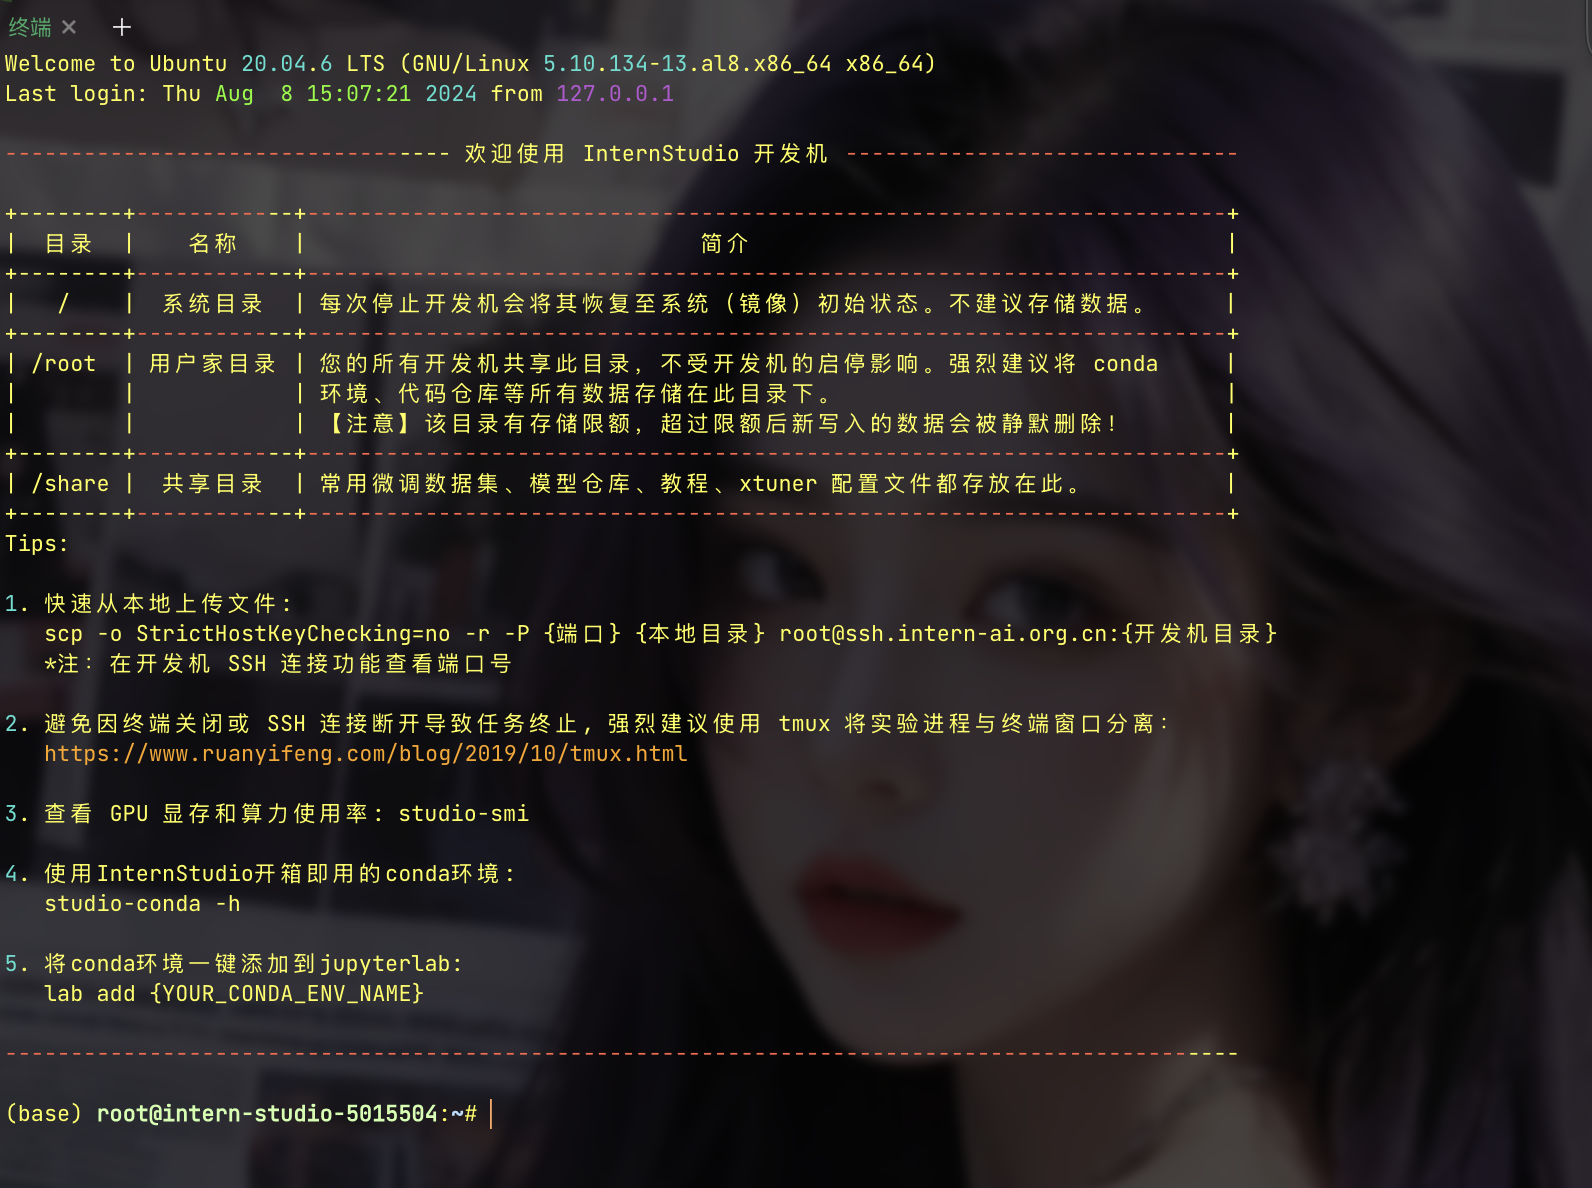 终端 × +
Welcome to Ubuntu 20.04.6 LTS (GNU/Linux 5.10.134-13.al8.x86_64 x86_64)
Last login: Thu Aug  8 15:07:21 2024 from 127.0.0.1
---------------------------------- 欢迎使用 InternStudio 开发机 ------------------------------
+--------+------------+----------------------------------------------------------------------+
|  目录  |    名称    |                              简介                                    |
+--------+------------+----------------------------------------------------------------------+
|   /    |  系统目录  | 每次停止开发机会将其恢复至系统（镜像）初始状态。不建议存储数据。      |
+--------+------------+----------------------------------------------------------------------+
| /root  | 用户家目录 | 您的所有开发机共享此目录，不受开发机的启停影响。强烈建议将 conda     |
|        |            | 环境、代码仓库等所有数据存储在此目录下。                              |
|        |            | 【注意】该目录有存储限额，超过限额后新写入的数据会被静默删除！        |
+--------+------------+----------------------------------------------------------------------+
| /share |  共享目录  | 常用微调数据集、模型仓库、教程、xtuner 配置文件都存放在此。           |
+--------+------------+----------------------------------------------------------------------+
Tips:
1. 快速从本地上传文件：
   scp -o StrictHostKeyChecking=no -r -P {端口} {本地目录} root@ssh.intern-ai.org.cn:{开发机目录}
   *注：在开发机 SSH 连接功能查看端口号
2. 避免因终端关闭或 SSH 连接断开导致任务终止，强烈建议使用 tmux 将实验进程与终端窗口分离：
   https://www.ruanyifeng.com/blog/2019/10/tmux.html
3. 查看 GPU 显存和算力使用率：studio-smi
4. 使用InternStudio开箱即用的conda环境：
   studio-conda -h
5. 将conda环境一键添加到jupyterlab:
   lab add {YOUR_CONDA_ENV_NAME}
----------------------------------------------------------------------------------------------
(base) root@intern-studio-5015504:~#